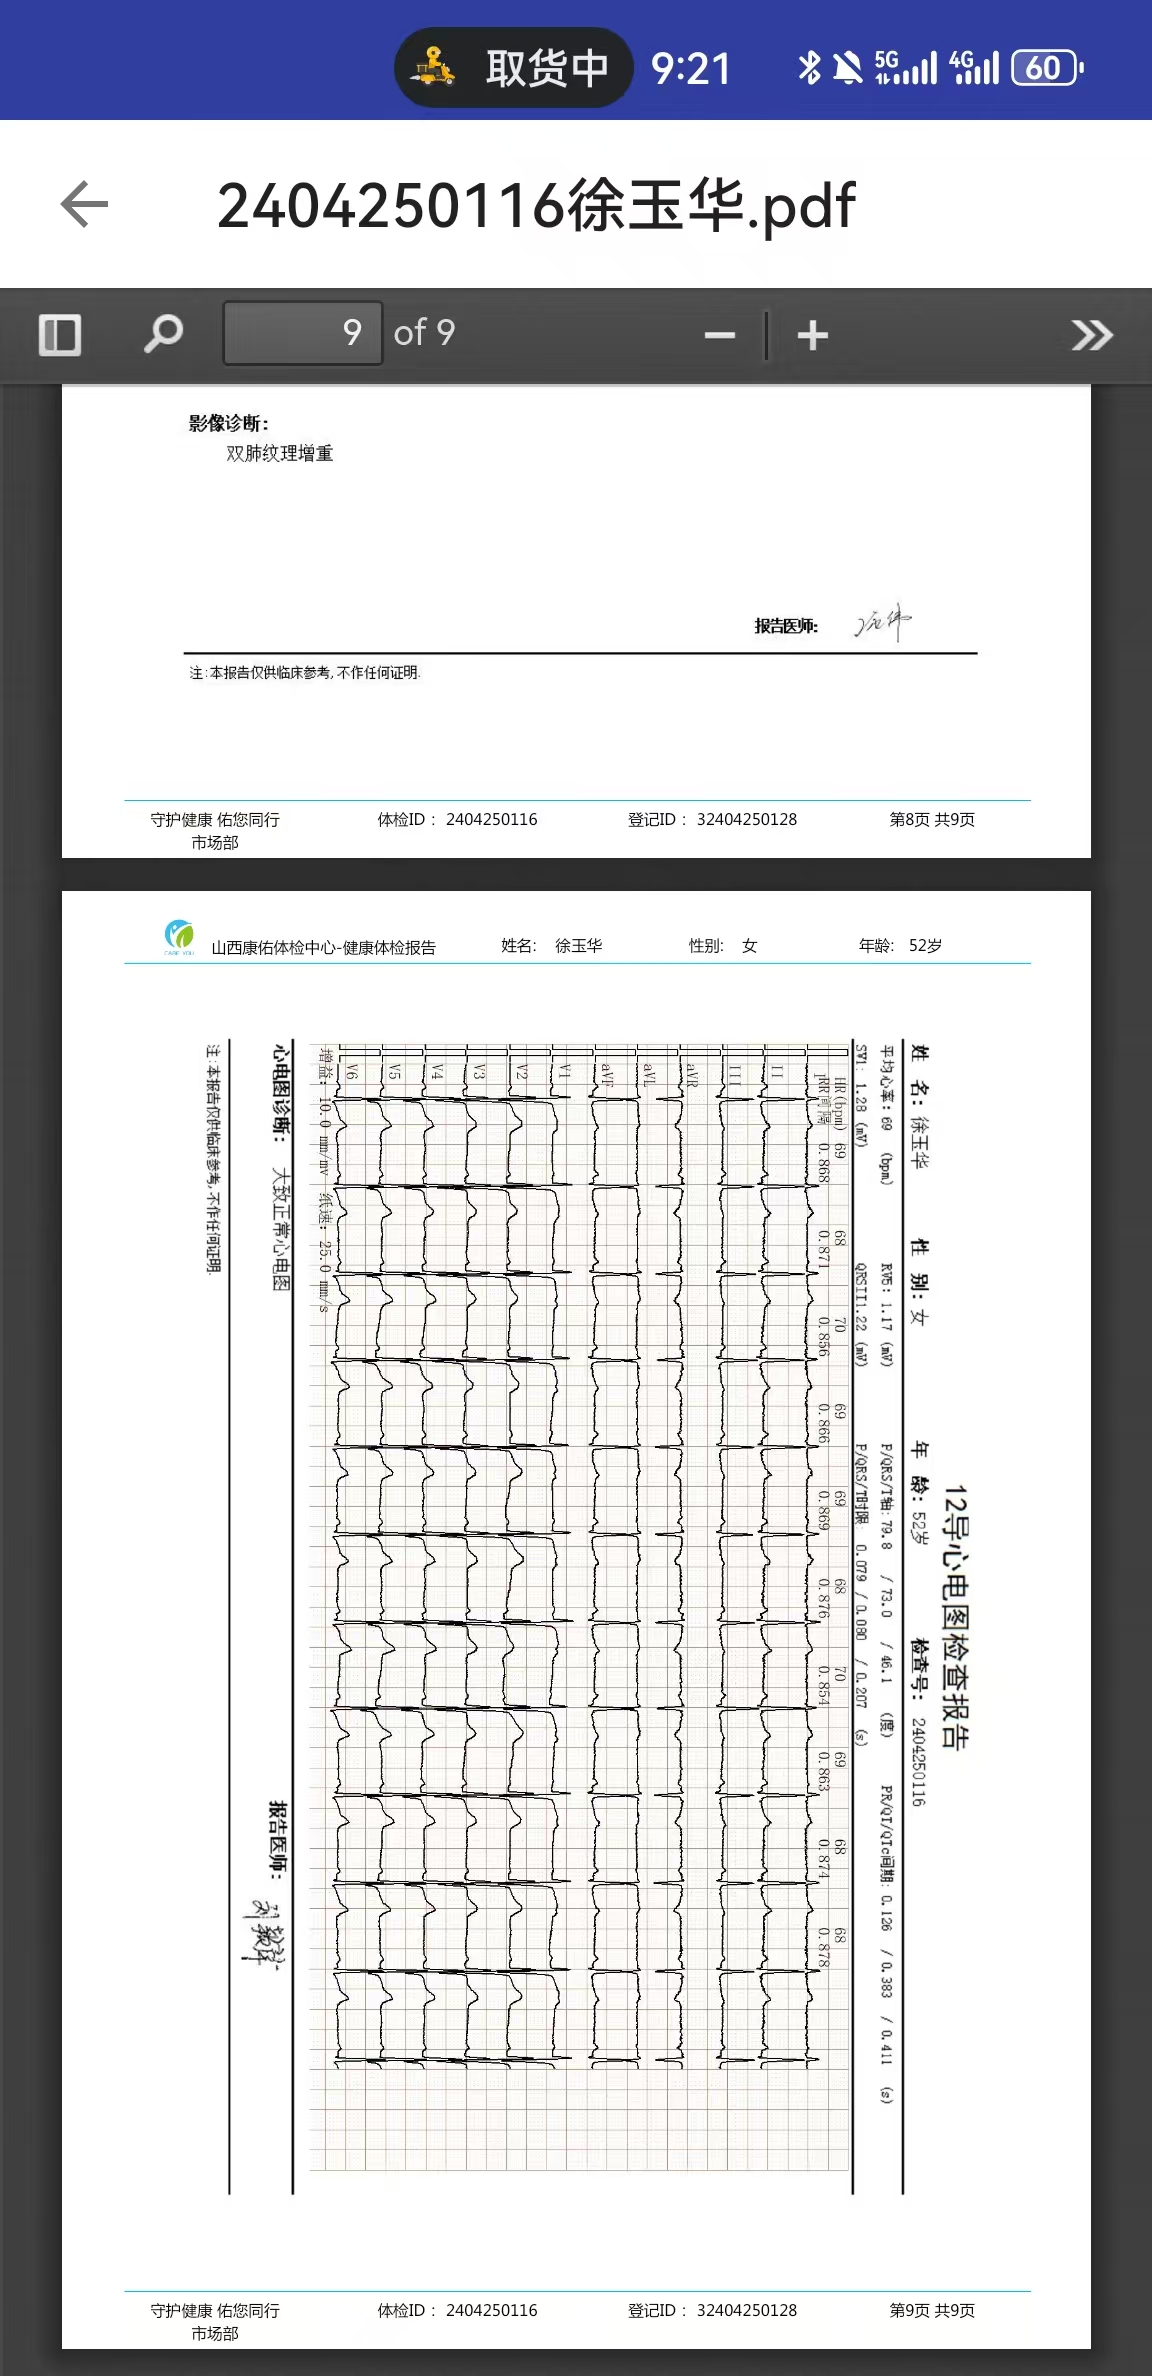 取货中 9:21 5G 4G 60
2404250116徐玉华.pdf
9 of 9
影像诊断:
双肺纹理增重
报告医师:
注:本报告仅供临床参考,不作任何证明.
守护健康 佑您同行 体检ID： 2404250116 登记ID： 32404250128 第8页 共9页
市场部
CARE YOU
山西康佑体检中心-健康体检报告 姓名: 徐玉华 性别: 女 年龄: 52岁
12导心电图检查报告
姓 名: 徐玉华 性 别: 女 年 龄: 52岁 检查号: 2404250116
平均心率: 69 (bpm) RV5: 1.17 (mV) P/QRS/T轴: 79.8 / 73.0 / 46.1 (度) PR/QT/QTc间期: 0.126 / 0.383 / 0.411 (s)
SV1: 1.28 (mV) QRSII1.22 (mV) P/QRS/T时限: 0.079 / 0.080 / 0.207 (s)
HR(bpm) 69 68 70 69 69 68 70 69 68 68
RR间隔 0.868 0.871 0.856 0.866 0.869 0.876 0.854 0.863 0.874 0.878
I
II
III
aVR
aVL
aVF
V1
V2
V3
V4
V5
V6
增益: 10.0 mm/mv 纸速: 25.0 mm/s
心电图诊断: 大致正常心电图 报告医师:
注:本报告仅供临床参考,不作任何证明.
守护健康 佑您同行 体检ID： 2404250116 登记ID： 32404250128 第9页 共9页
市场部